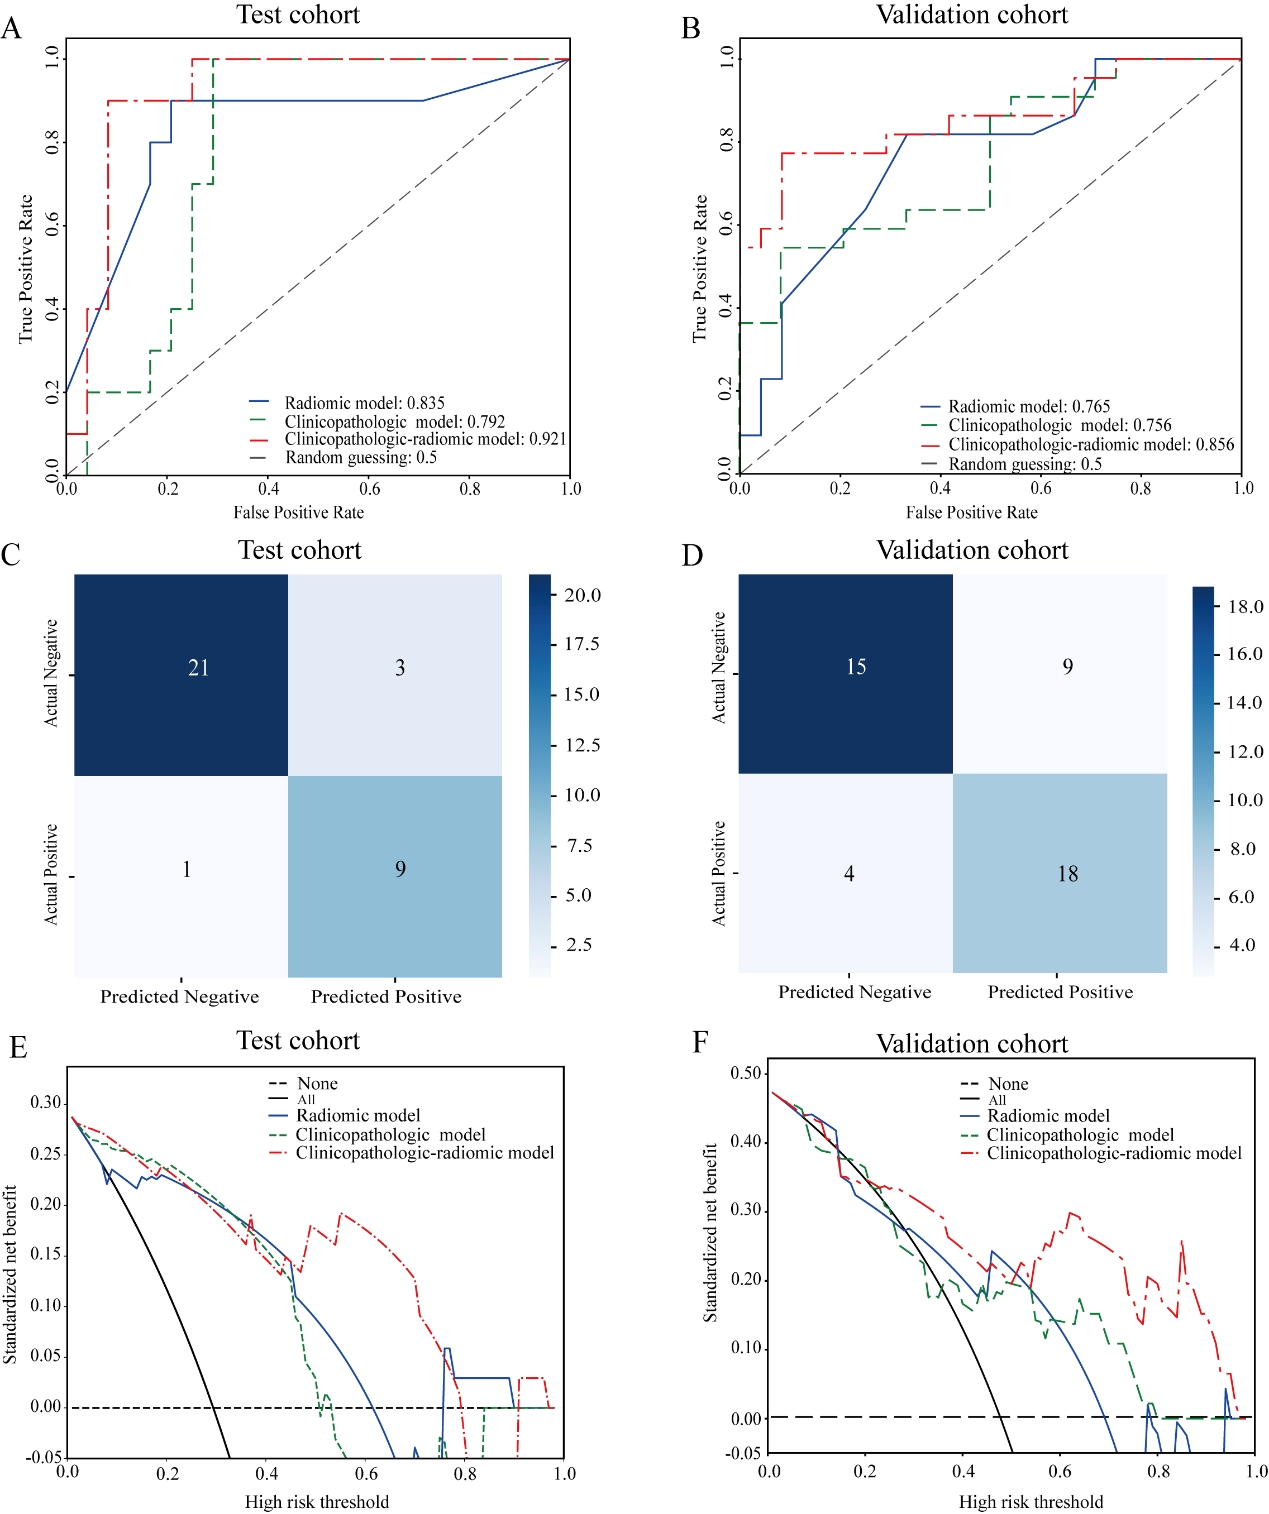 A
Test cohort
True Positive Rate
1.0
0.8
0.6
0.4
0.2
0.0
Radiomic model: 0.835
Clinicopathologic model: 0.792
Clinicopathologic-radiomic model: 0.921
Random guessing: 0.5
0.0 0.2 0.4 0.6 0.8 1.0
False Positive Rate
B
Validation cohort
True Positive Rate
1.0
0.8
0.6
0.4
0.2
0.0
Radiomic model: 0.765
Clinicopathologic model: 0.756
Clinicopathologic-radiomic model: 0.856
Random guessing: 0.5
0.0 0.2 0.4 0.6 0.8 1.0
False Positive Rate
C
Test cohort
Actual Negative
21 3
Actual Positive
1 9
Predicted Negative Predicted Positive
20.0
17.5
15.0
12.5
10.0
7.5
5.0
2.5
D
Validation cohort
Actual Negative
15 9
Actual Positive
4 18
Predicted Negative Predicted Positive
18.0
16.0
14.0
12.0
10.0
8.0
6.0
4.0
E
Test cohort
Standardized net benefit
0.30
0.25
0.20
0.15
0.10
0.05
0.00
-0.05
None
All
Radiomic model
Clinicopathologic model
Clinicopathologic-radiomic model
0.0 0.2 0.4 0.6 0.8 1.0
High risk threshold
F
Validation cohort
Standardized net benefit
0.50
0.40
0.30
0.20
0.10
0.00
-0.05
None
All
Radiomic model
Clinicopathologic model
Clinicopathologic-radiomic model
0.0 0.2 0.4 0.6 0.8 1.0
High risk threshold